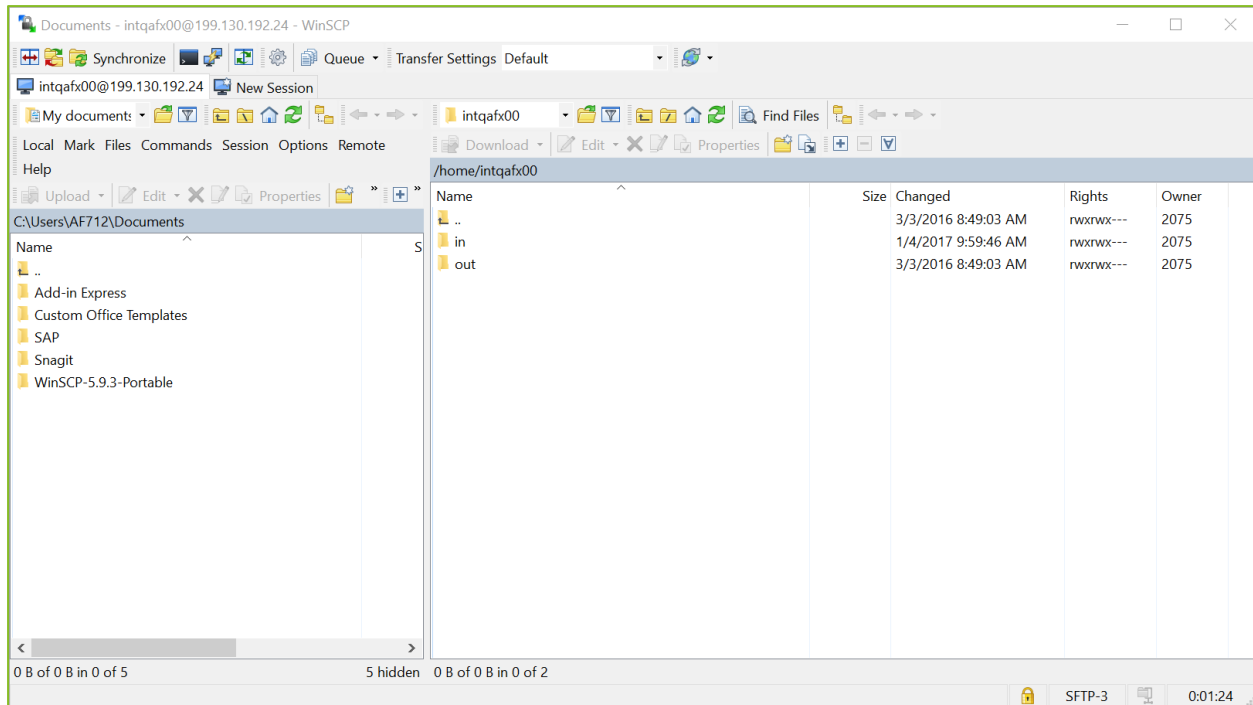 Documents - intqafx00@199.130.192.24 - WinSCP
Synchronize Queue Transfer Settings Default
intqafx00@199.130.192.24 New Session
My documents intqafx00 Find Files
Local Mark Files Commands Session Options Remote
Help
Download Edit Properties
Upload Edit Properties »
/home/intqafx00
C:\Users\AF712\Documents
Name S
..
Add-in Express
Custom Office Templates
SAP
Snagit
WinSCP-5.9.3-Portable
Name Size Changed Rights Owner
.. 3/3/2016 8:49:03 AM rwxrwx--- 2075
in 1/4/2017 9:59:46 AM rwxrwx--- 2075
out 3/3/2016 8:49:03 AM rwxrwx--- 2075
0 B of 0 B in 0 of 5 5 hidden
0 B of 0 B in 0 of 2
SFTP-3 0:01:24